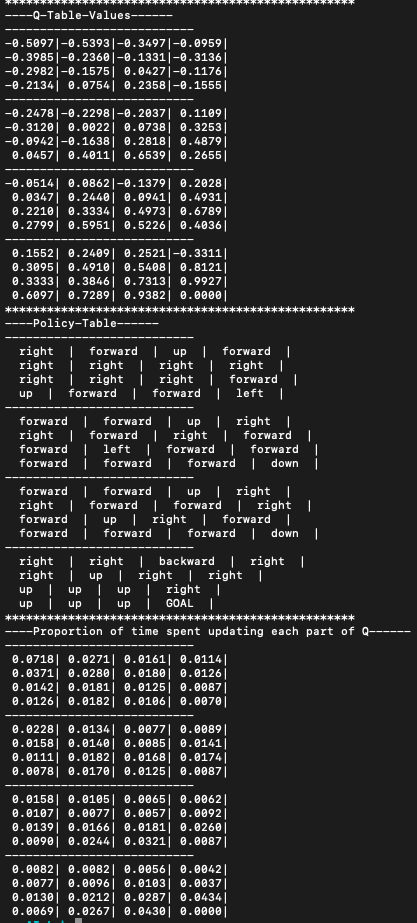 **************************************************
----Q-Table-Values------
---------------------------
-0.5097|-0.5393|-0.3497|-0.0959|
-0.3985|-0.2360|-0.1331|-0.3136|
-0.2982|-0.1575| 0.0427|-0.1176|
-0.2134| 0.0754| 0.2358|-0.1555|
---------------------------
-0.2478|-0.2298|-0.2037| 0.1109|
-0.3120| 0.0022| 0.0738| 0.3253|
-0.0942|-0.1638| 0.2818| 0.4879|
 0.0457| 0.4011| 0.6539| 0.2655|
---------------------------
-0.0514| 0.0862|-0.1379| 0.2028|
 0.0347| 0.2440| 0.0941| 0.4931|
 0.2210| 0.3334| 0.4973| 0.6789|
 0.2799| 0.5951| 0.5226| 0.4036|
---------------------------
 0.1552| 0.2409| 0.2521|-0.3311|
 0.3095| 0.4910| 0.5408| 0.8121|
 0.3333| 0.3846| 0.7313| 0.9927|
 0.6097| 0.7289| 0.9382| 0.0000|
**************************************************
----Policy-Table------
---------------------------
  right  |  forward  |  up  |  forward  |
  right  |  right  |  right  |  right  |
  right  |  right  |  right  |  forward  |
  up  |  forward  |  forward  |  left  |
---------------------------
  forward  |  forward  |  up  |  right  |
  right  |  forward  |  right  |  forward  |
  forward  |  left  |  forward  |  forward  |
  forward  |  forward  |  forward  |  down  |
---------------------------
  forward  |  forward  |  up  |  right  |
  right  |  forward  |  forward  |  right  |
  forward  |  up  |  right  |  forward  |
  forward  |  forward  |  forward  |  down  |
---------------------------
  right  |  right  |  backward  |  right  |
  right  |  up  |  right  |  right  |
  up  |  up  |  up  |  right  |
  up  |  up  |  up  |  GOAL  |
**************************************************
----Proportion of time spent updating each part of Q------
---------------------------
 0.0718| 0.0271| 0.0161| 0.0114|
 0.0371| 0.0280| 0.0180| 0.0126|
 0.0142| 0.0181| 0.0125| 0.0087|
 0.0126| 0.0182| 0.0106| 0.0070|
---------------------------
 0.0228| 0.0134| 0.0077| 0.0089|
 0.0158| 0.0140| 0.0085| 0.0141|
 0.0111| 0.0182| 0.0168| 0.0174|
 0.0078| 0.0170| 0.0125| 0.0087|
---------------------------
 0.0158| 0.0105| 0.0065| 0.0062|
 0.0107| 0.0077| 0.0057| 0.0092|
 0.0139| 0.0166| 0.0181| 0.0260|
 0.0090| 0.0244| 0.0321| 0.0087|
---------------------------
 0.0082| 0.0082| 0.0056| 0.0042|
 0.0077| 0.0096| 0.0103| 0.0037|
 0.0130| 0.0212| 0.0287| 0.0434|
 0.0069| 0.0267| 0.0430| 0.0000|